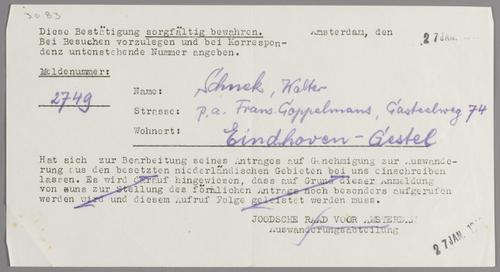 3083
Diese Bestätigung sorgfältig bewahren. Amsterdam, den 27 JAN.
Bei Besuchen vorzulegen und bei Korrespon-
denz untenstehende Nummer angeben.
Meldenummer:
2749
Name: Schnek, Walter
Strasse: p.a. Frans Goppelmans, Gasteelweg 74
Wohnort: Eindhoven-Gestel
Hat sich zur Bearbeitung seines Antrages auf Genehmigung zur Auswande-
rung aus den besetzten niederländischen Gebieten bei uns einschreiben
lassen. Es wird darauf hingewiesen, dass auf Grund dieser Anmeldung
von uns zur Stellung des förmlichen Antrags noch besonders aufgerufen
werden wird und diesem Aufruf Folge geleistet werden muss.
JOODSCHE RAAD VOOR AMSTERDAM
Auswanderungsabteilung
27 JAN.